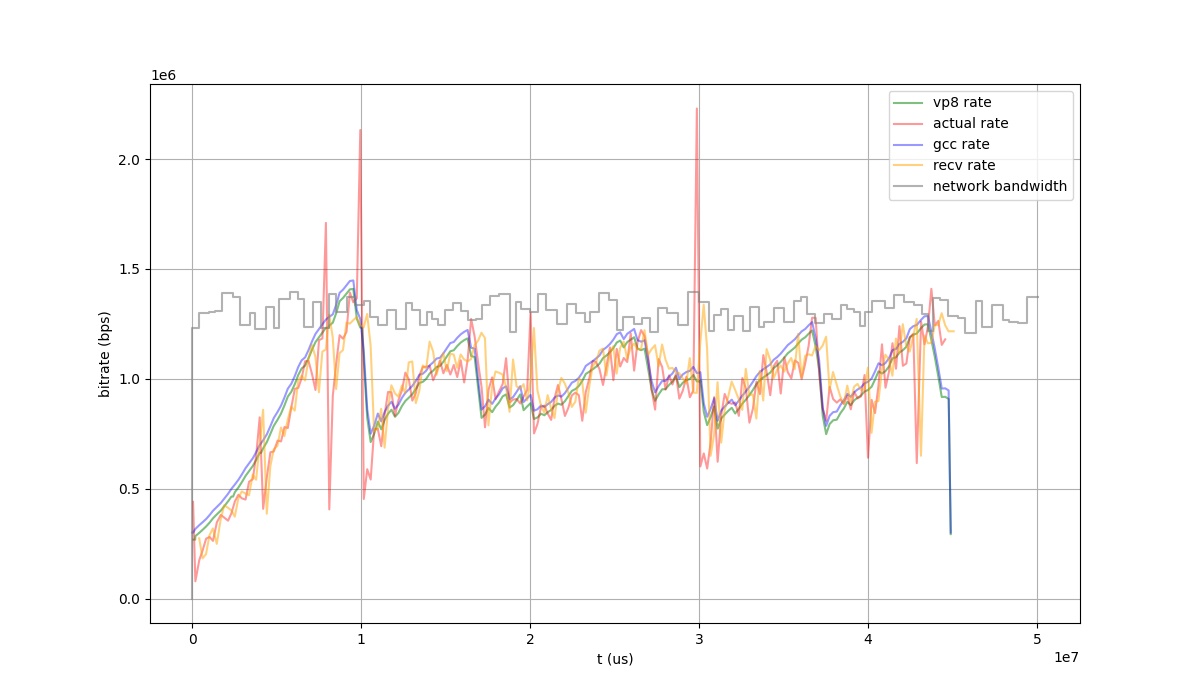 1e6
vp8 rate
actual rate
gcc rate
recv rate
network bandwidth
2.0
1.5
1.0
0.5
0.0
bitrate (bps)
0 1 2 3 4 5
t (us)
1e7